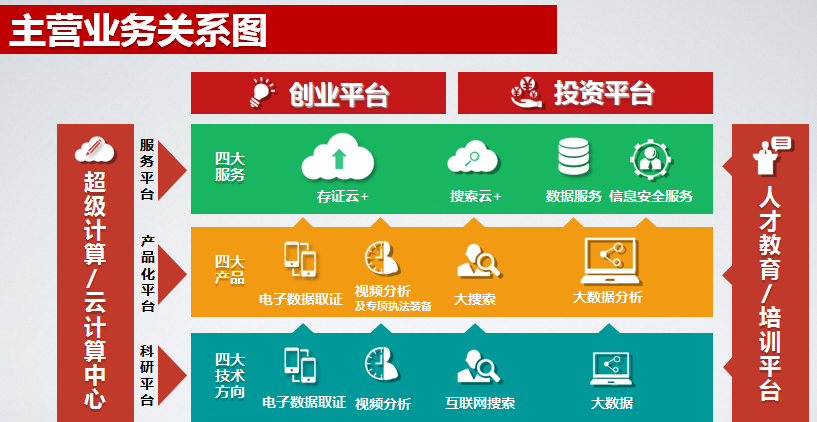 主营业务关系图
创业平台
投资平台
超级计算/云计算中心
服务平台
四大
服务
存证云+
搜索云+
数据服务
信息安全服务
产品化平台
四大
产品
电子数据取证
视频分析
及专项执法装备
大搜索
大数据分析
科研平台
四大
技术
方向
电子数据取证
视频分析
互联网搜索
大数据
人才教育/培训平台